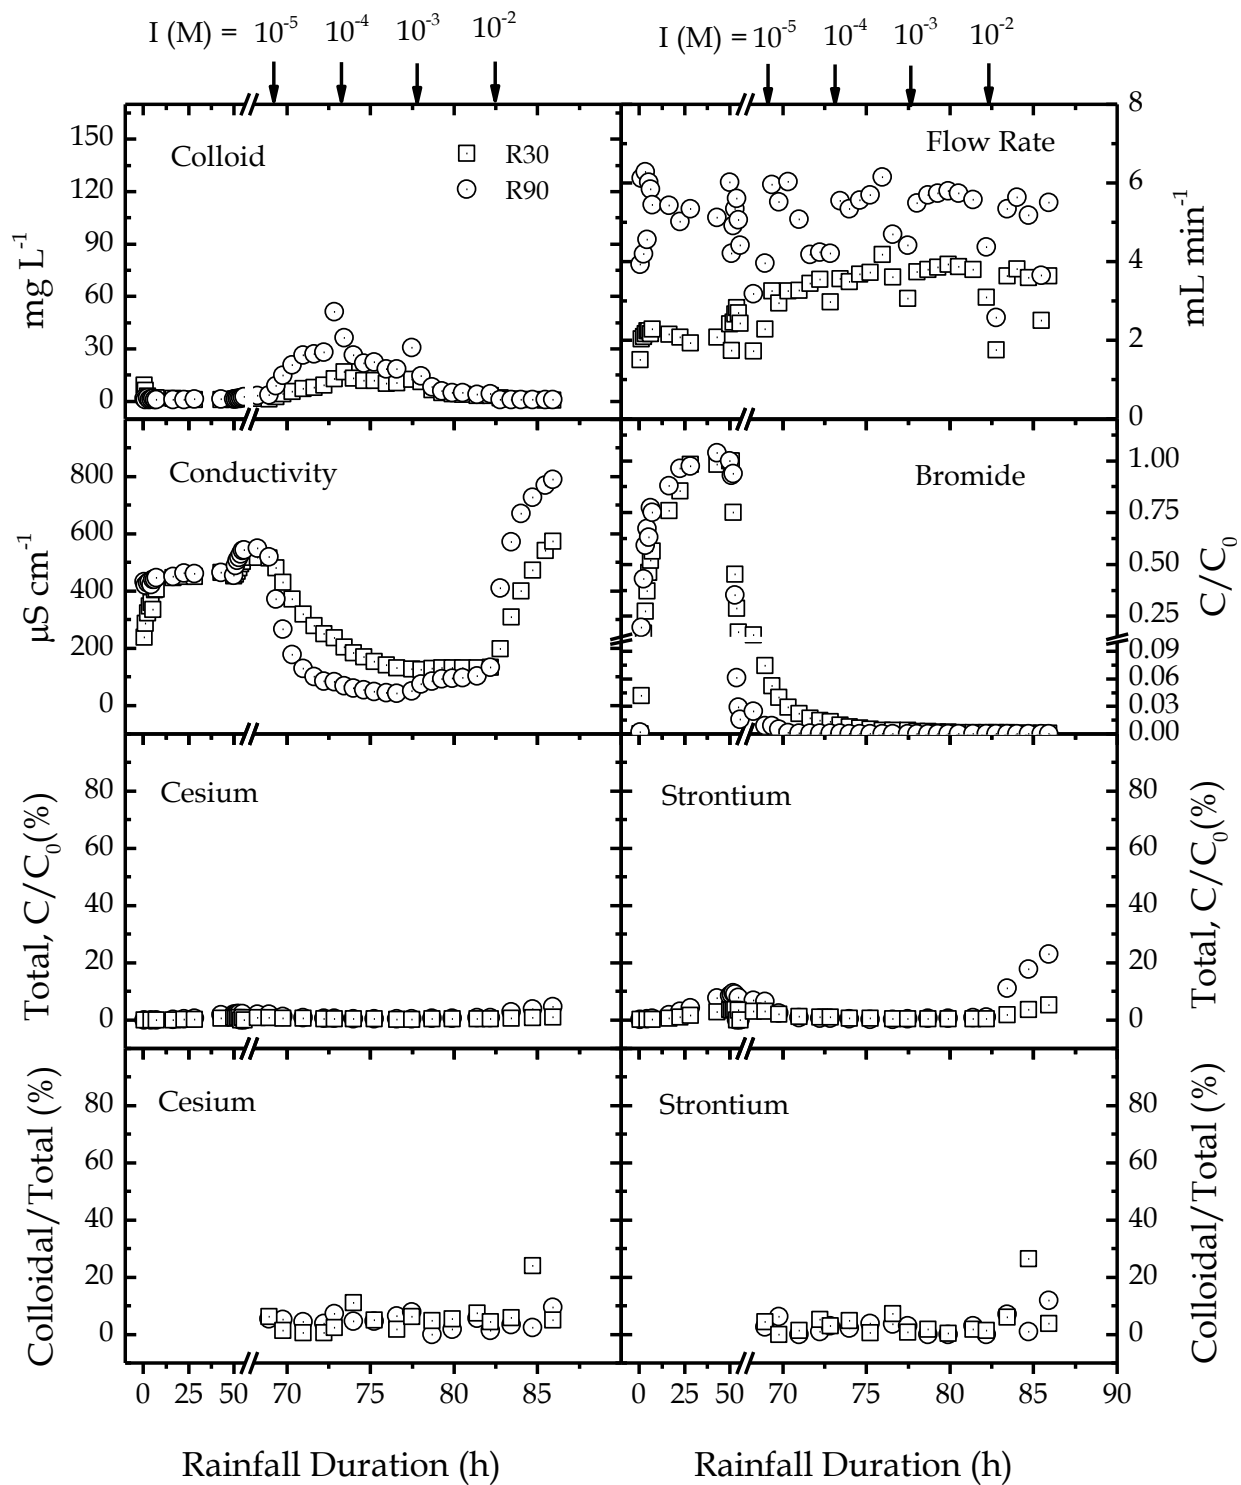 I (M) = 10⁻⁵ 10⁻⁴ 10⁻³ 10⁻²
I (M) = 10⁻⁵ 10⁻⁴ 10⁻³ 10⁻²
Colloid
R30
R90
150
120
90
60
30
0
mg L⁻¹
Flow Rate
8
6
4
2
0
mL min⁻¹
Conductivity
800
600
400
200
0
µS cm⁻¹
Bromide
1.00
0.75
0.50
0.25
0.09
0.06
0.03
0.00
C/C₀
Cesium
80
60
40
20
0
Total, C/C₀(%)
Strontium
80
60
40
20
0
Total, C/C₀(%)
Cesium
80
60
40
20
0
Colloidal/Total (%)
Strontium
80
60
40
20
0
Colloidal/Total (%)
0 25 50 70 75 80 85
0 25 50 70 75 80 85 90
Rainfall Duration (h)
Rainfall Duration (h)